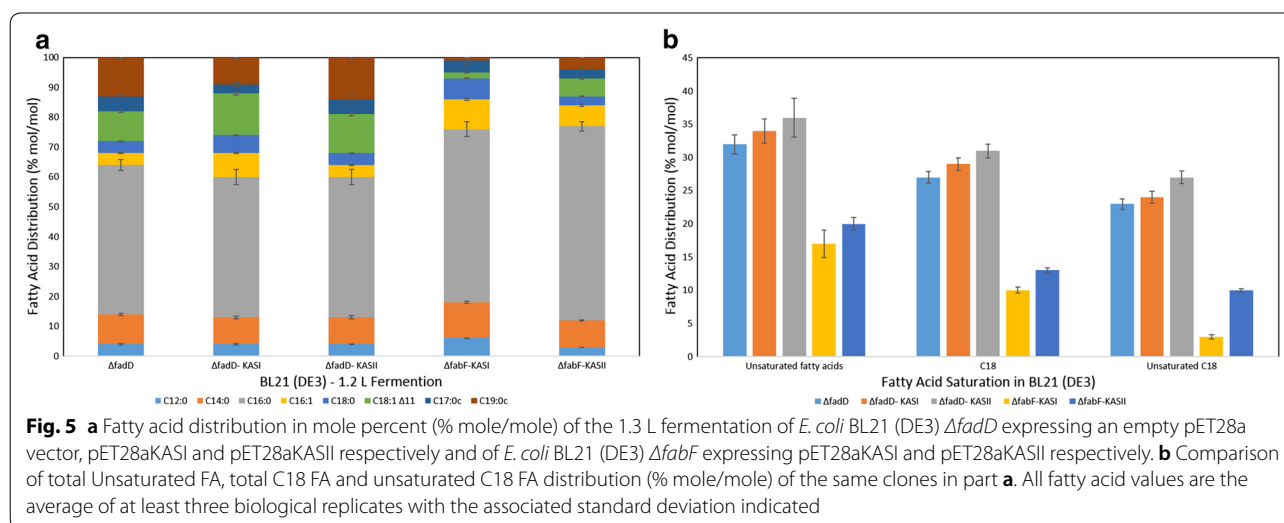 a
b
Fatty Acid Distribution (% mol/mol)
100
90
80
70
60
50
40
30
20
10
0
ΔfadD
ΔfadD- KASI
ΔfadD- KASII
ΔfabF-KASI
ΔfabF-KASII
BL21 (DE3) - 1.2 L Fermention
C12:0 C14:0 C16:0 C16:1 C18:0 C18:1 Δ11 C17:0c C19:0c
Fatty Acid Distribution (% mol/mol)
45
40
35
30
25
20
15
10
5
0
Unsaturated fatty acids
C18
Unsaturated C18
Fatty Acid Saturation in BL21 (DE3)
ΔfadD ΔfadD- KASI ΔfadD- KASII ΔfabF-KASI ΔfabF-KASII
Fig. 5 a Fatty acid distribution in mole percent (% mole/mole) of the 1.3 L fermentation of E. coli BL21 (DE3) ΔfadD expressing an empty pET28a
vector, pET28aKASI and pET28aKASII respectively and of E. coli BL21 (DE3) ΔfabF expressing pET28aKASI and pET28aKASII respectively. b Comparison
of total Unsaturated FA, total C18 FA and unsaturated C18 FA distribution (% mole/mole) of the same clones in part a. All fatty acid values are the
average of at least three biological replicates with the associated standard deviation indicated